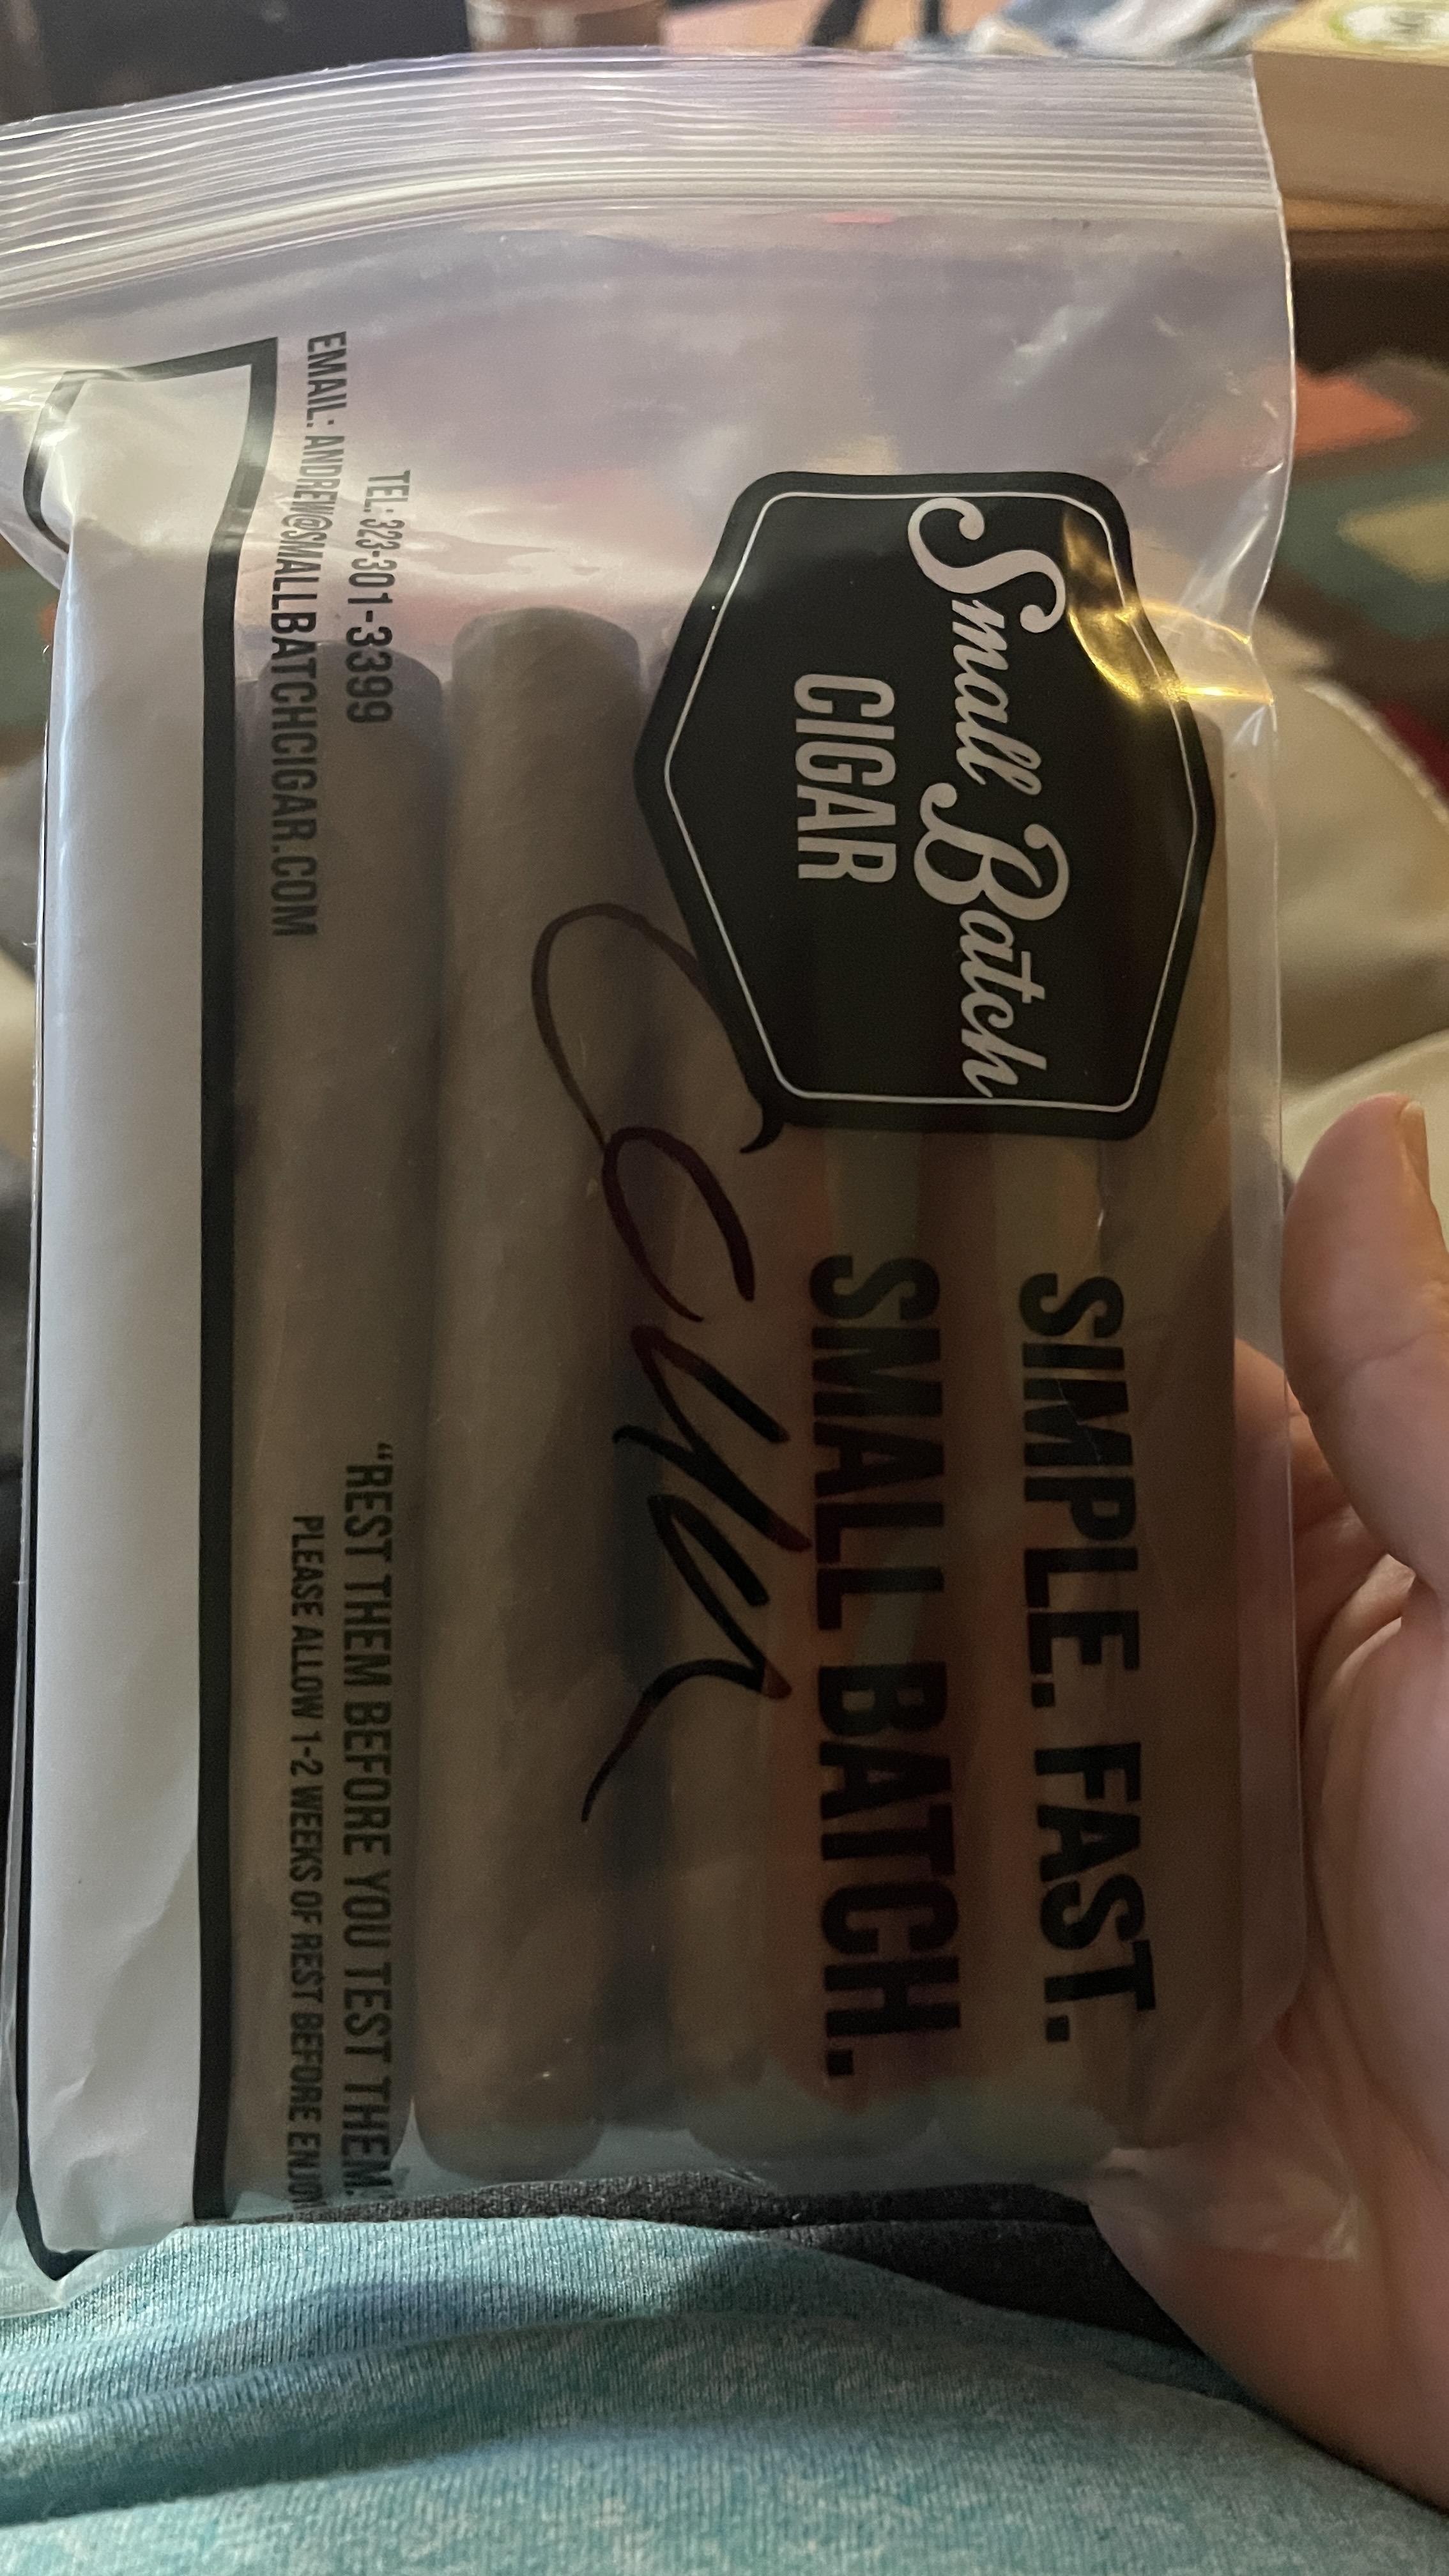 SIMPLE. FAST.
SMALL BATCH.
Small Batch
CIGAR
TEL: 323-301-3399
EMAIL: ANDREW@SMALLBATCHCIGAR.COM
"REST THEM BEFORE YOU TEST THEM.
PLEASE ALLOW 1-2 WEEKS OF REST BEFORE ENJOY